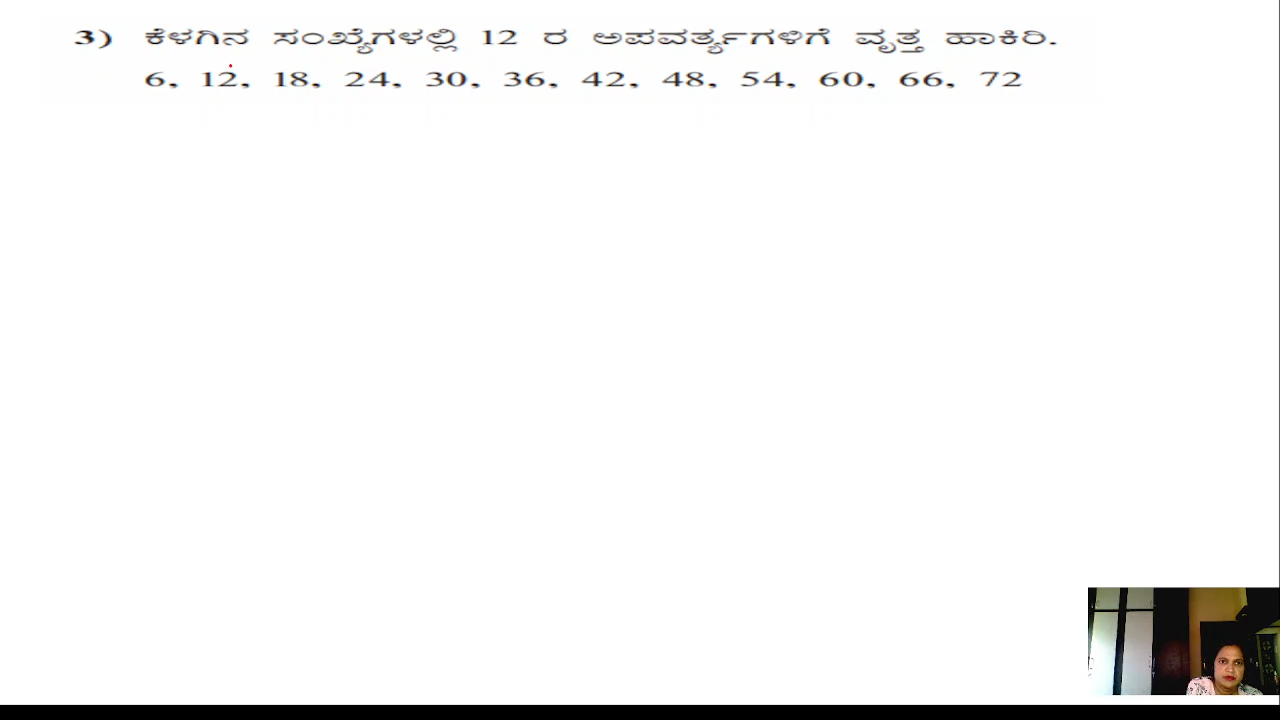 3) ಕೆಳಗಿನ ಸಂಖ್ಯೆಗಳಲ್ಲಿ 12 ರ ಅಪವರ್ತ್ಯಗಳಿಗೆ ವೃತ್ತ ಹಾಕಿರಿ.
6, 12, 18, 24, 30, 36, 42, 48, 54, 60, 66, 72